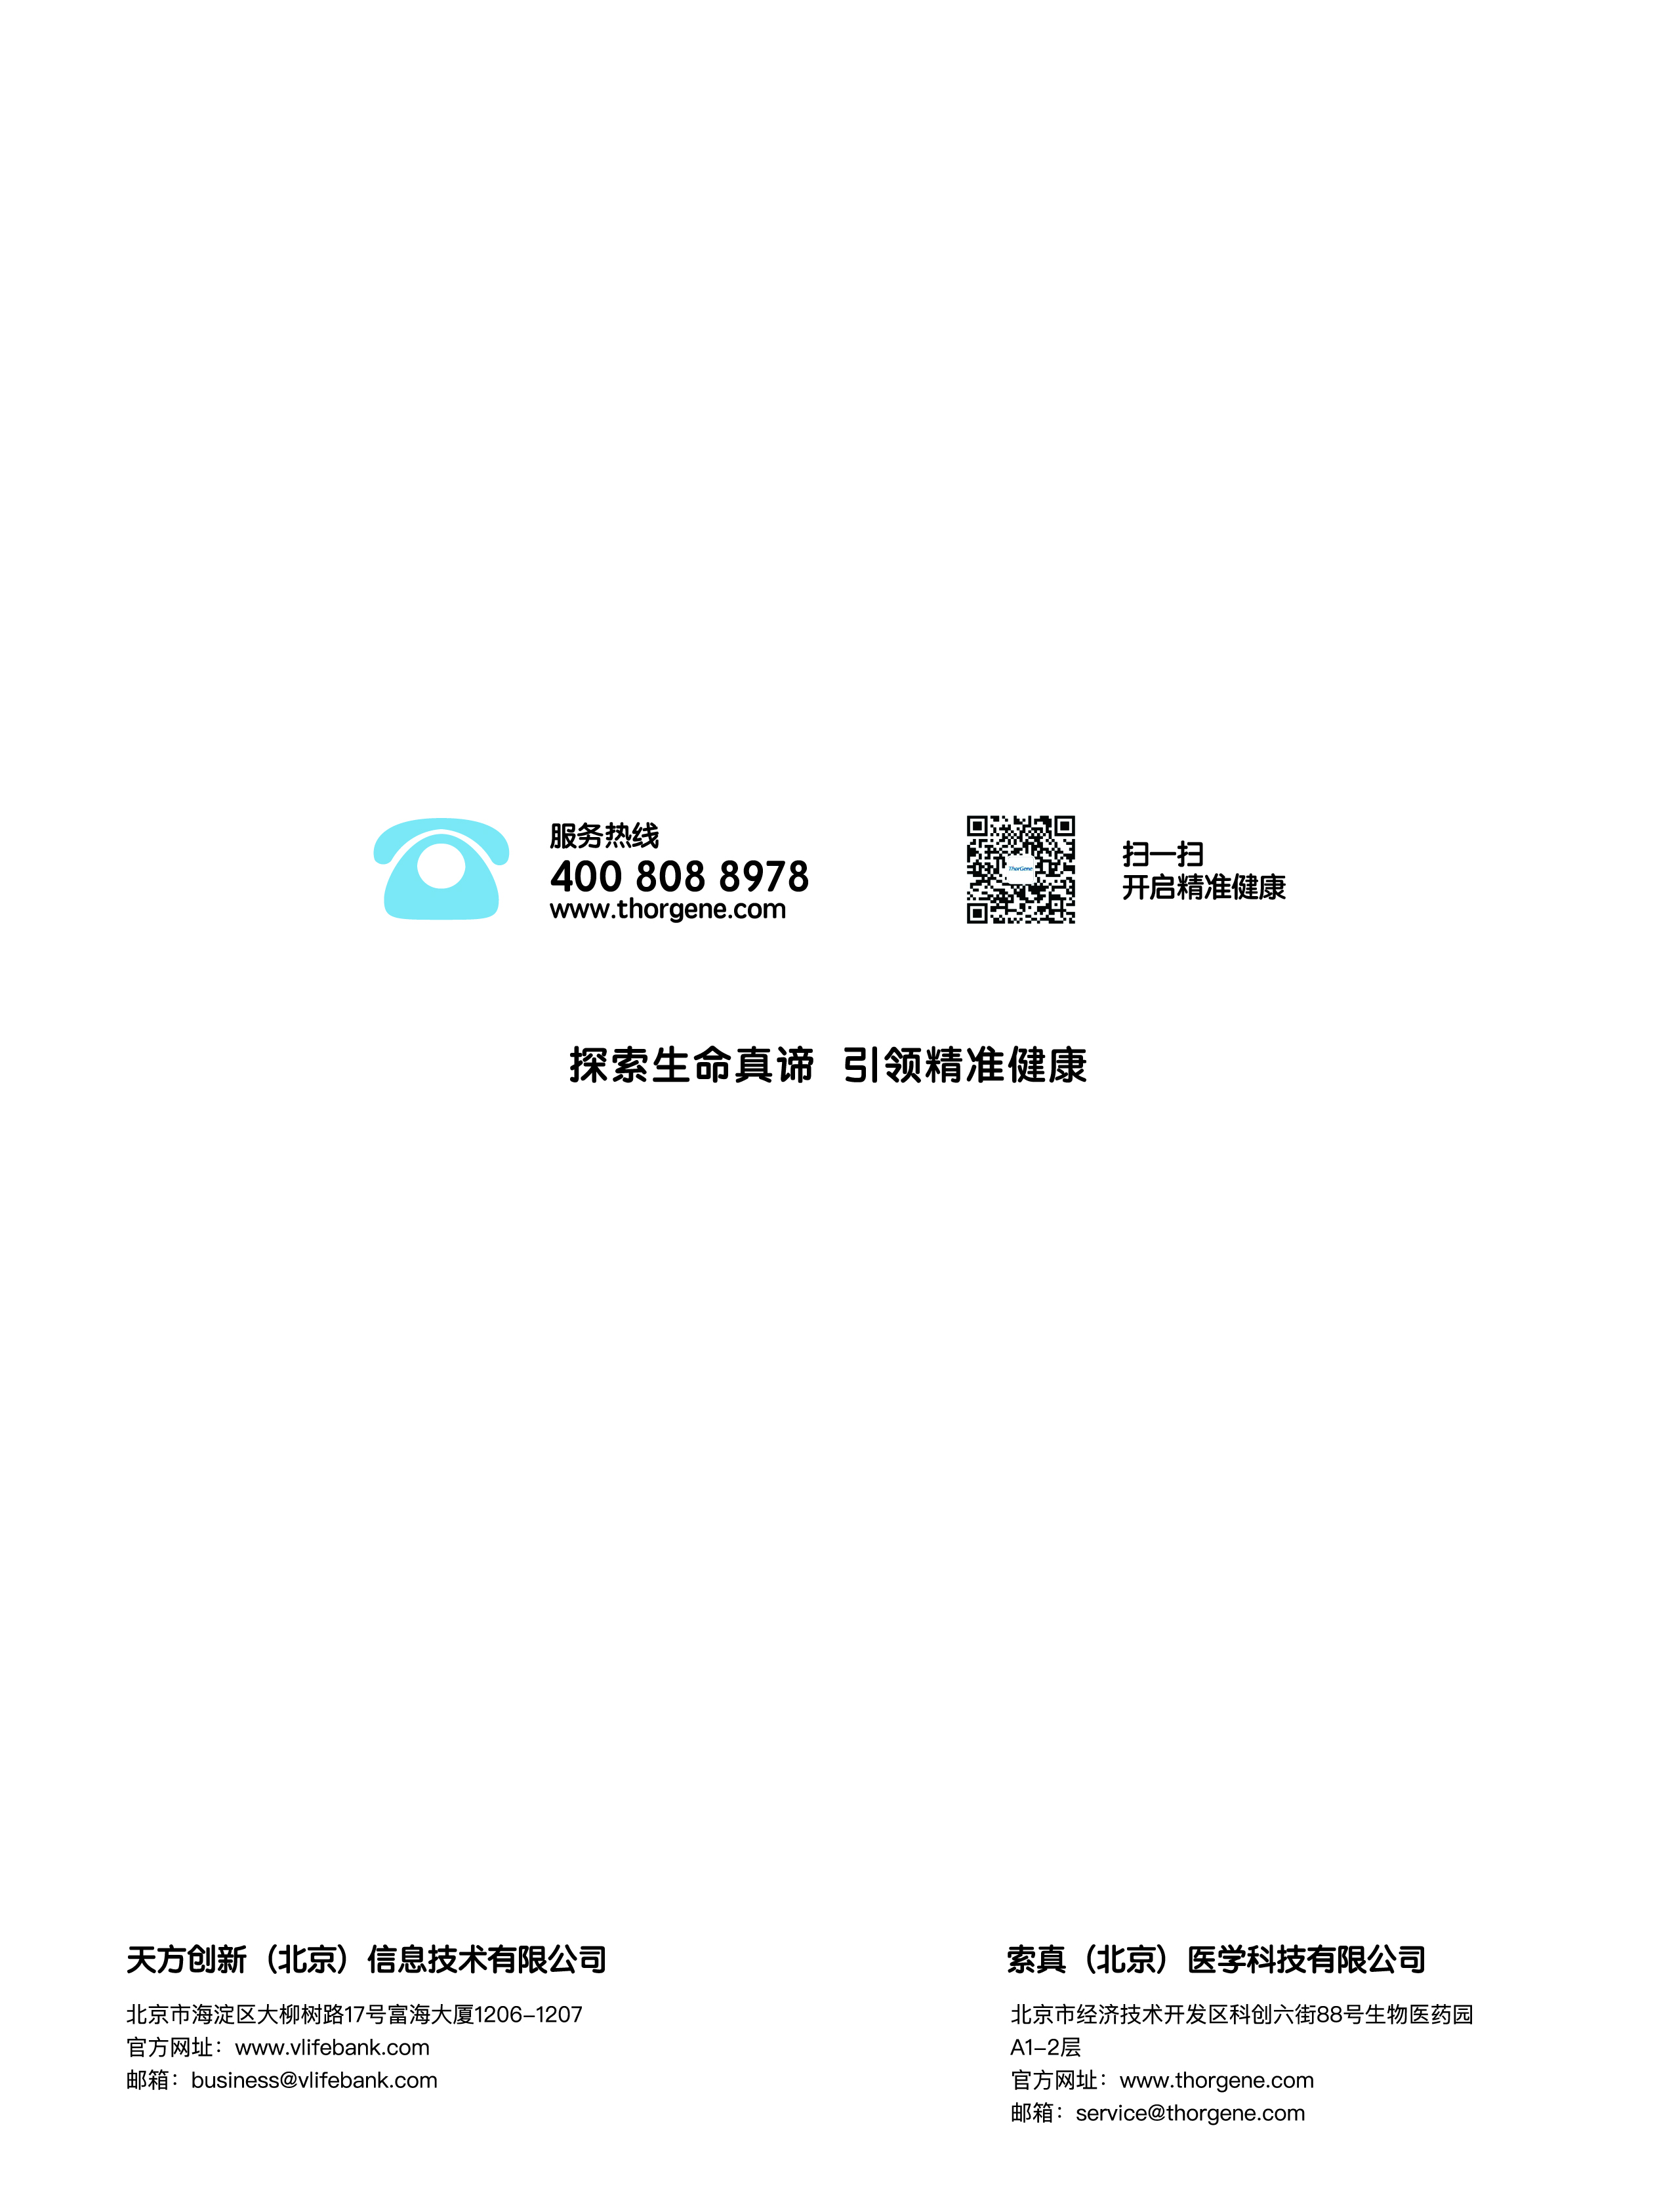 服务热线
400 808 8978
www.thorgene.com
ThorGene
扫一扫
开启精准健康
探索生命真谛 引领精准健康
天方创新（北京）信息技术有限公司
北京市海淀区大柳树路17号富海大厦1206-1207
官方网址：www.vlifebank.com
邮箱：business@vlifebank.com
索真（北京）医学科技有限公司
北京市经济技术开发区科创六街88号生物医药园
A1-2层
官方网址：www.thorgene.com
邮箱：service@thorgene.com